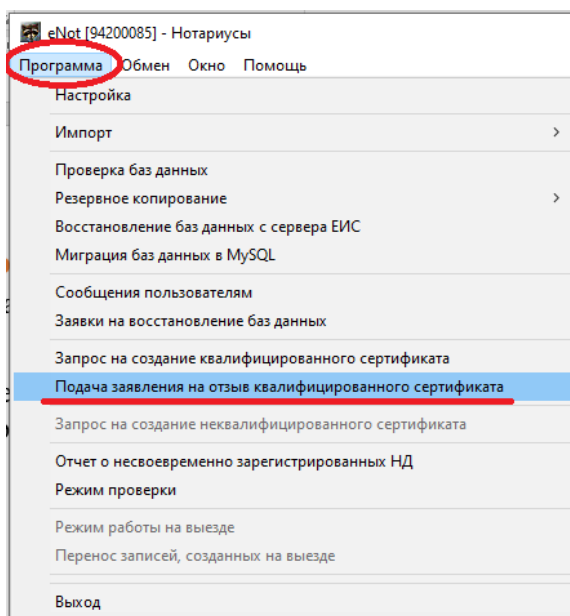 eNot [94200085] - Нотариусы
Программа Обмен Окно Помощь
Настройка
Импорт
Проверка баз данных
Резервное копирование
Восстановление баз данных с сервера ЕИС
Миграция баз данных в MySQL
Сообщения пользователям
Заявки на восстановление баз данных
Запрос на создание квалифицированного сертификата
Подача заявления на отзыв квалифицированного сертификата
Запрос на создание неквалифицированного сертификата
Отчет о несвоевременно зарегистрированных НД
Режим проверки
Режим работы на выезде
Перенос записей, созданных на выезде
Выход